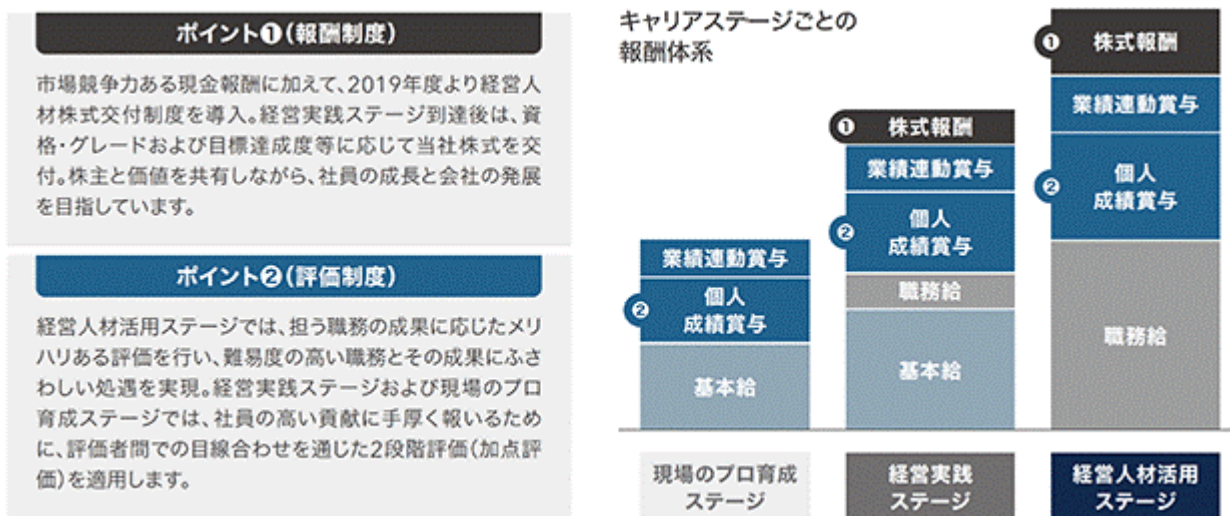 ポイント❶（報酬制度）
市場競争力ある現金報酬に加えて、2019年度より経営人
材株式交付制度を導入。経営実践ステージ到達後は、資
格・グレードおよび目標達成度等に応じて当社株式を交
付。株主と価値を共有しながら、社員の成長と会社の発展
を目指しています。
ポイント❷（評価制度）
経営人材活用ステージでは、担う職務の成果に応じたメリ
ハリある評価を行い、難易度の高い職務とその成果にふさ
わしい処遇を実現。経営実践ステージおよび現場のプロ
育成ステージでは、社員の高い貢献に手厚く報いるため
に、評価者間での目線合わせを通じた2段階評価（加点評
価）を適用します。
キャリアステージごとの
報酬体系
業績連動賞与
❷ 個人
成績賞与
基本給
現場のプロ育成
ステージ
❶ 株式報酬
業績連動賞与
❷ 個人
成績賞与
職務給
基本給
経営実践
ステージ
❶ 株式報酬
業績連動賞与
❷ 個人
成績賞与
職務給
経営人材活用
ステージ